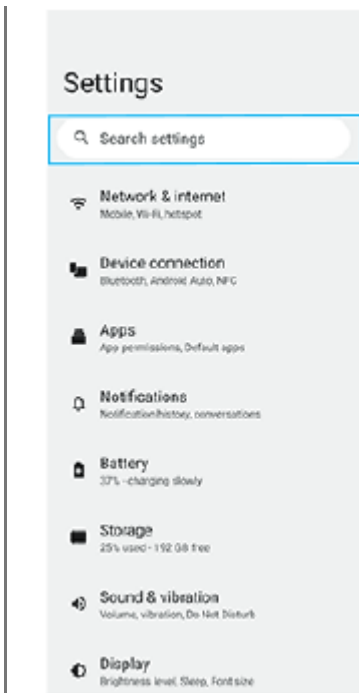 Settings
Search settings
Network & internet
Mobile, Wi-Fi, hotspot
Device connection
Bluetooth, Android Auto, NFC
Apps
App permissions, Default apps
Notifications
Notification history, conversations
Battery
37% - charging slowly
Storage
25% used - 192 GB free
Sound & vibration
Volume, vibration, Do Not Disturb
Display
Brightness level, Sleep, Font size